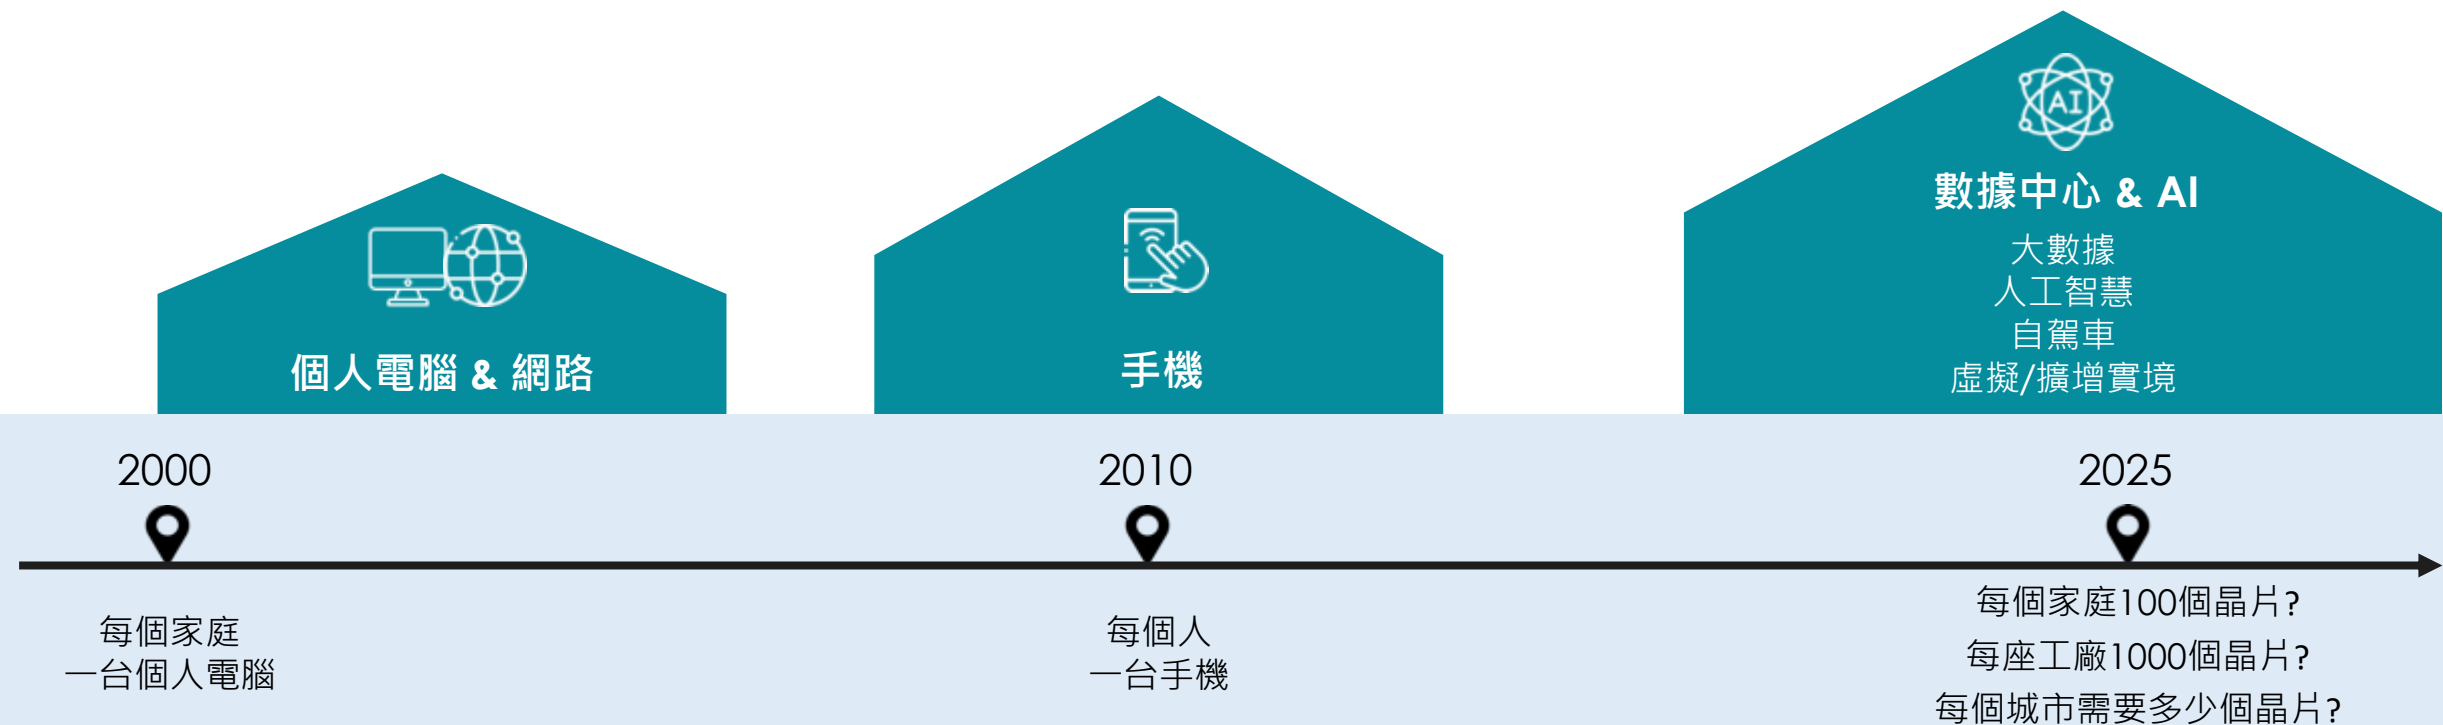 AI
數據中心 & AI
大數據
人工智慧
自駕車
虛擬/擴增實境
個人電腦 & 網路
手機
2000
2010
2025
每個家庭
一台個人電腦
每個人
一台手機
每個家庭100個晶片?
每座工廠1000個晶片?
每個城市需要多少個晶片?